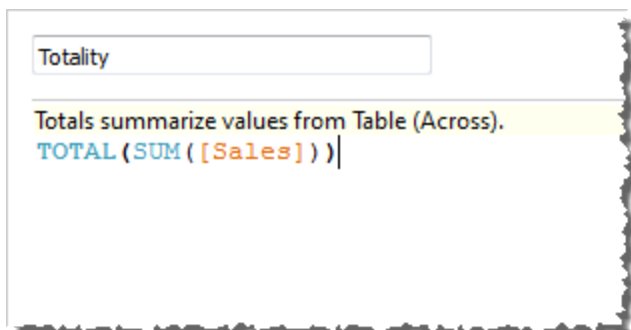 Totality
Totals summarize values from Table (Across).
TOTAL(SUM([Sales]))